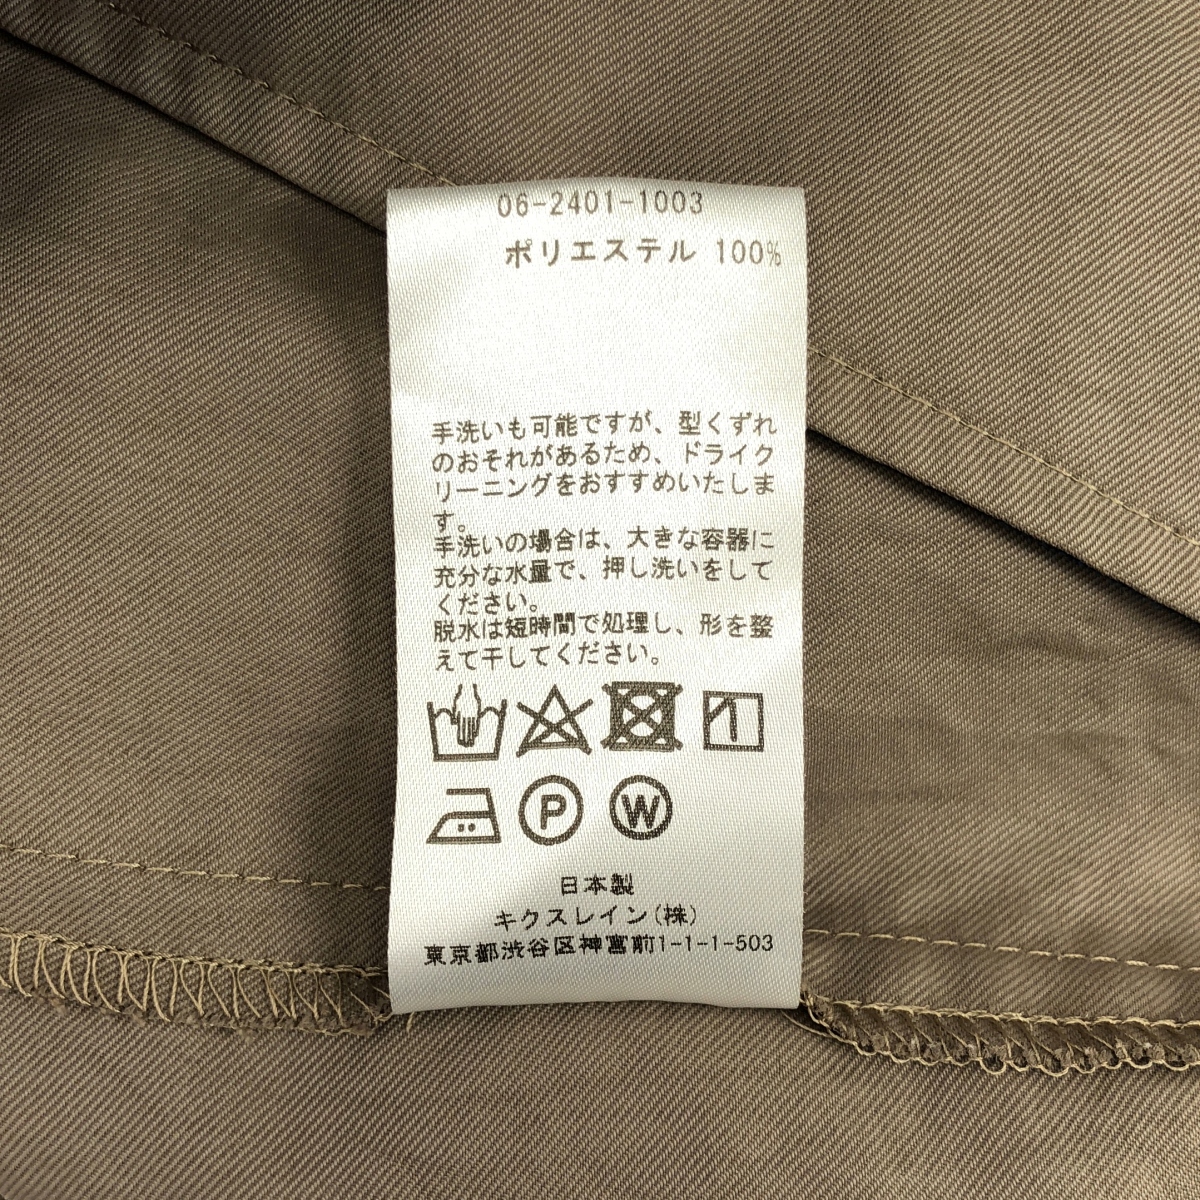 06-2401-1003
ポリエステル 100%
手洗いも可能ですが、型くずれ
のおそれがあるため、ドライク
リーニングをおすすめいたしま
す。
手洗いの場合は、大きな容器に
充分な水量で、押し洗いをして
ください。
脱水は短時間で処理し、形を整
えて干してください。
P W
日本製
キクスレイン(株)
東京都渋谷区神宮前1-1-1-503